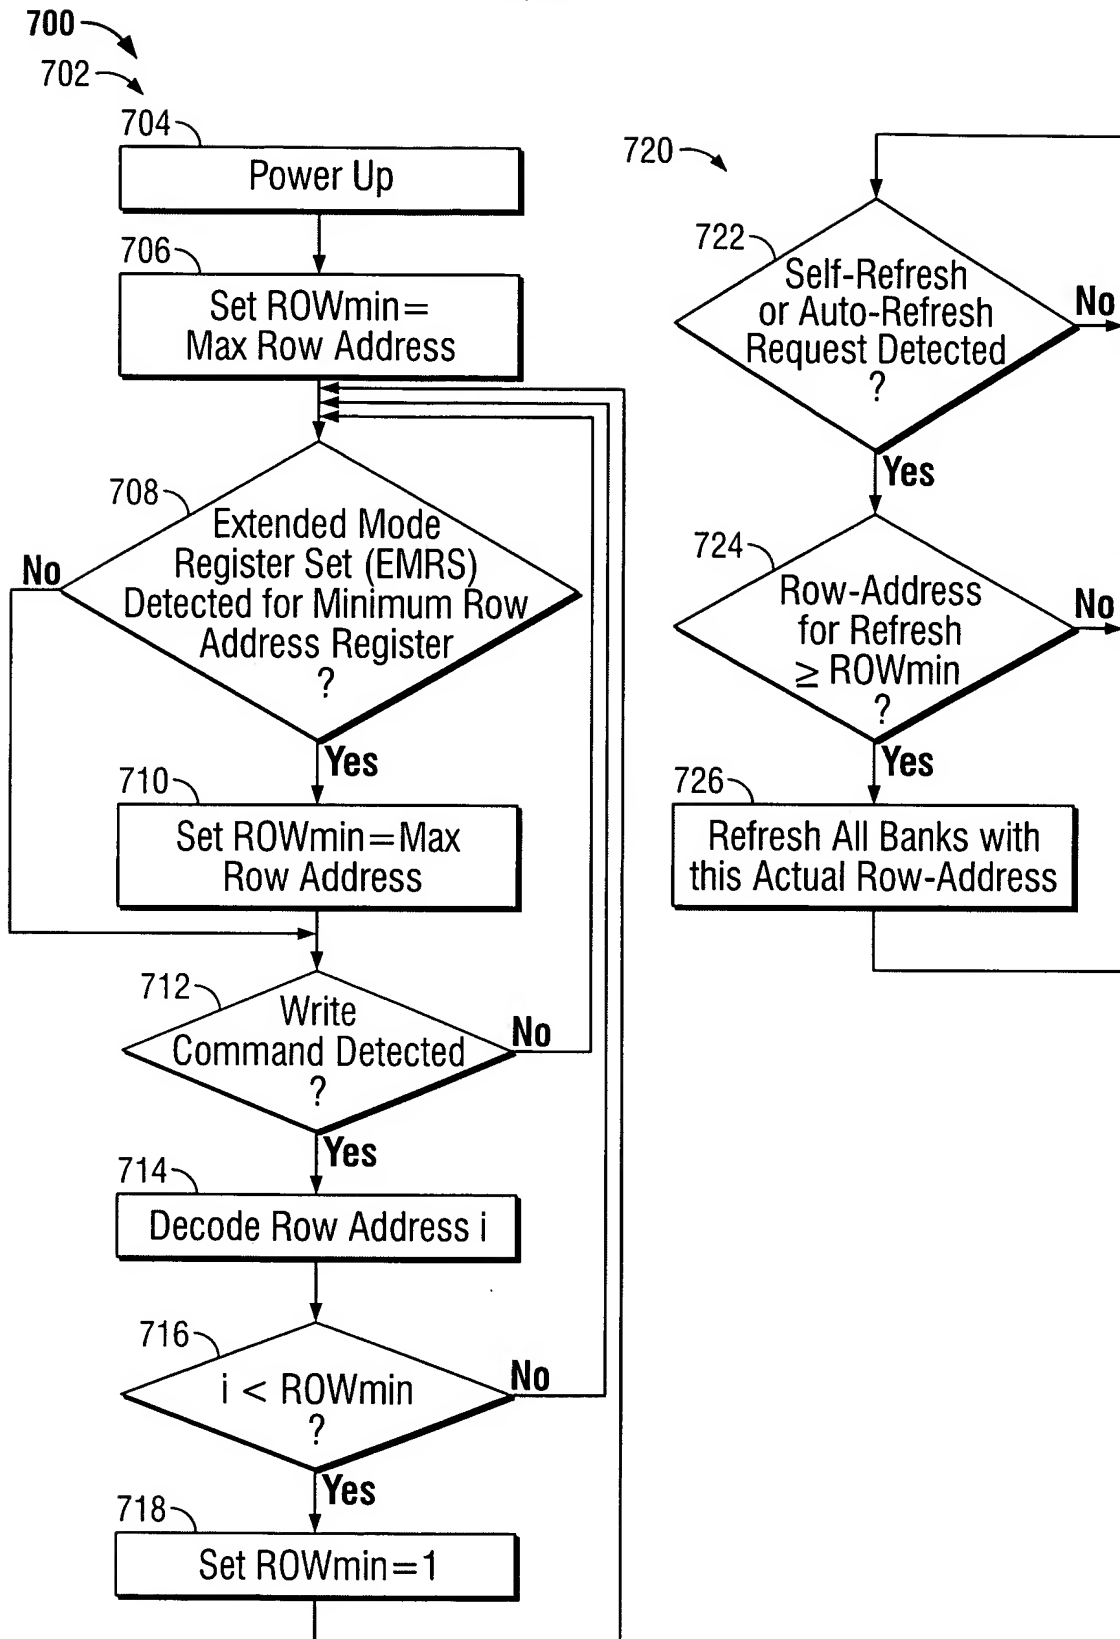 700
702
704
Power Up
706
Set ROWmin=
Max Row Address
708
Extended Mode
Register Set (EMRS)
Detected for Minimum Row
Address Register
?
No
Yes
710
Set ROWmin=Max
Row Address
712
Write
Command Detected
?
No
Yes
714
Decode Row Address i
716
i < ROWmin
?
No
Yes
718
Set ROWmin=1
720
722
Self-Refresh
or Auto-Refresh
Request Detected
?
No
Yes
724
Row-Address
for Refresh
≥ ROWmin
?
No
Yes
726
Refresh All Banks with
this Actual Row-Address